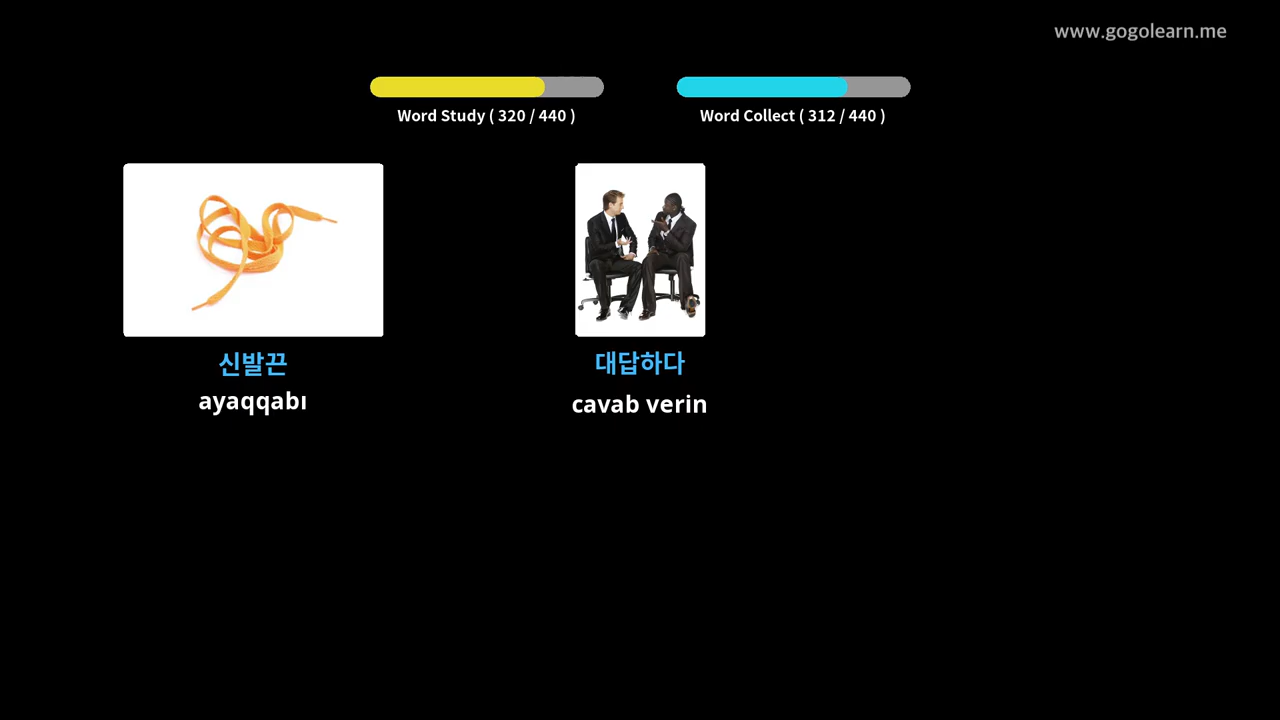 www.gogolearn.me
Word Study ( 320 / 440 )
Word Collect ( 312 / 440 )
신발끈
ayaqqabı
대답하다
cavab verin